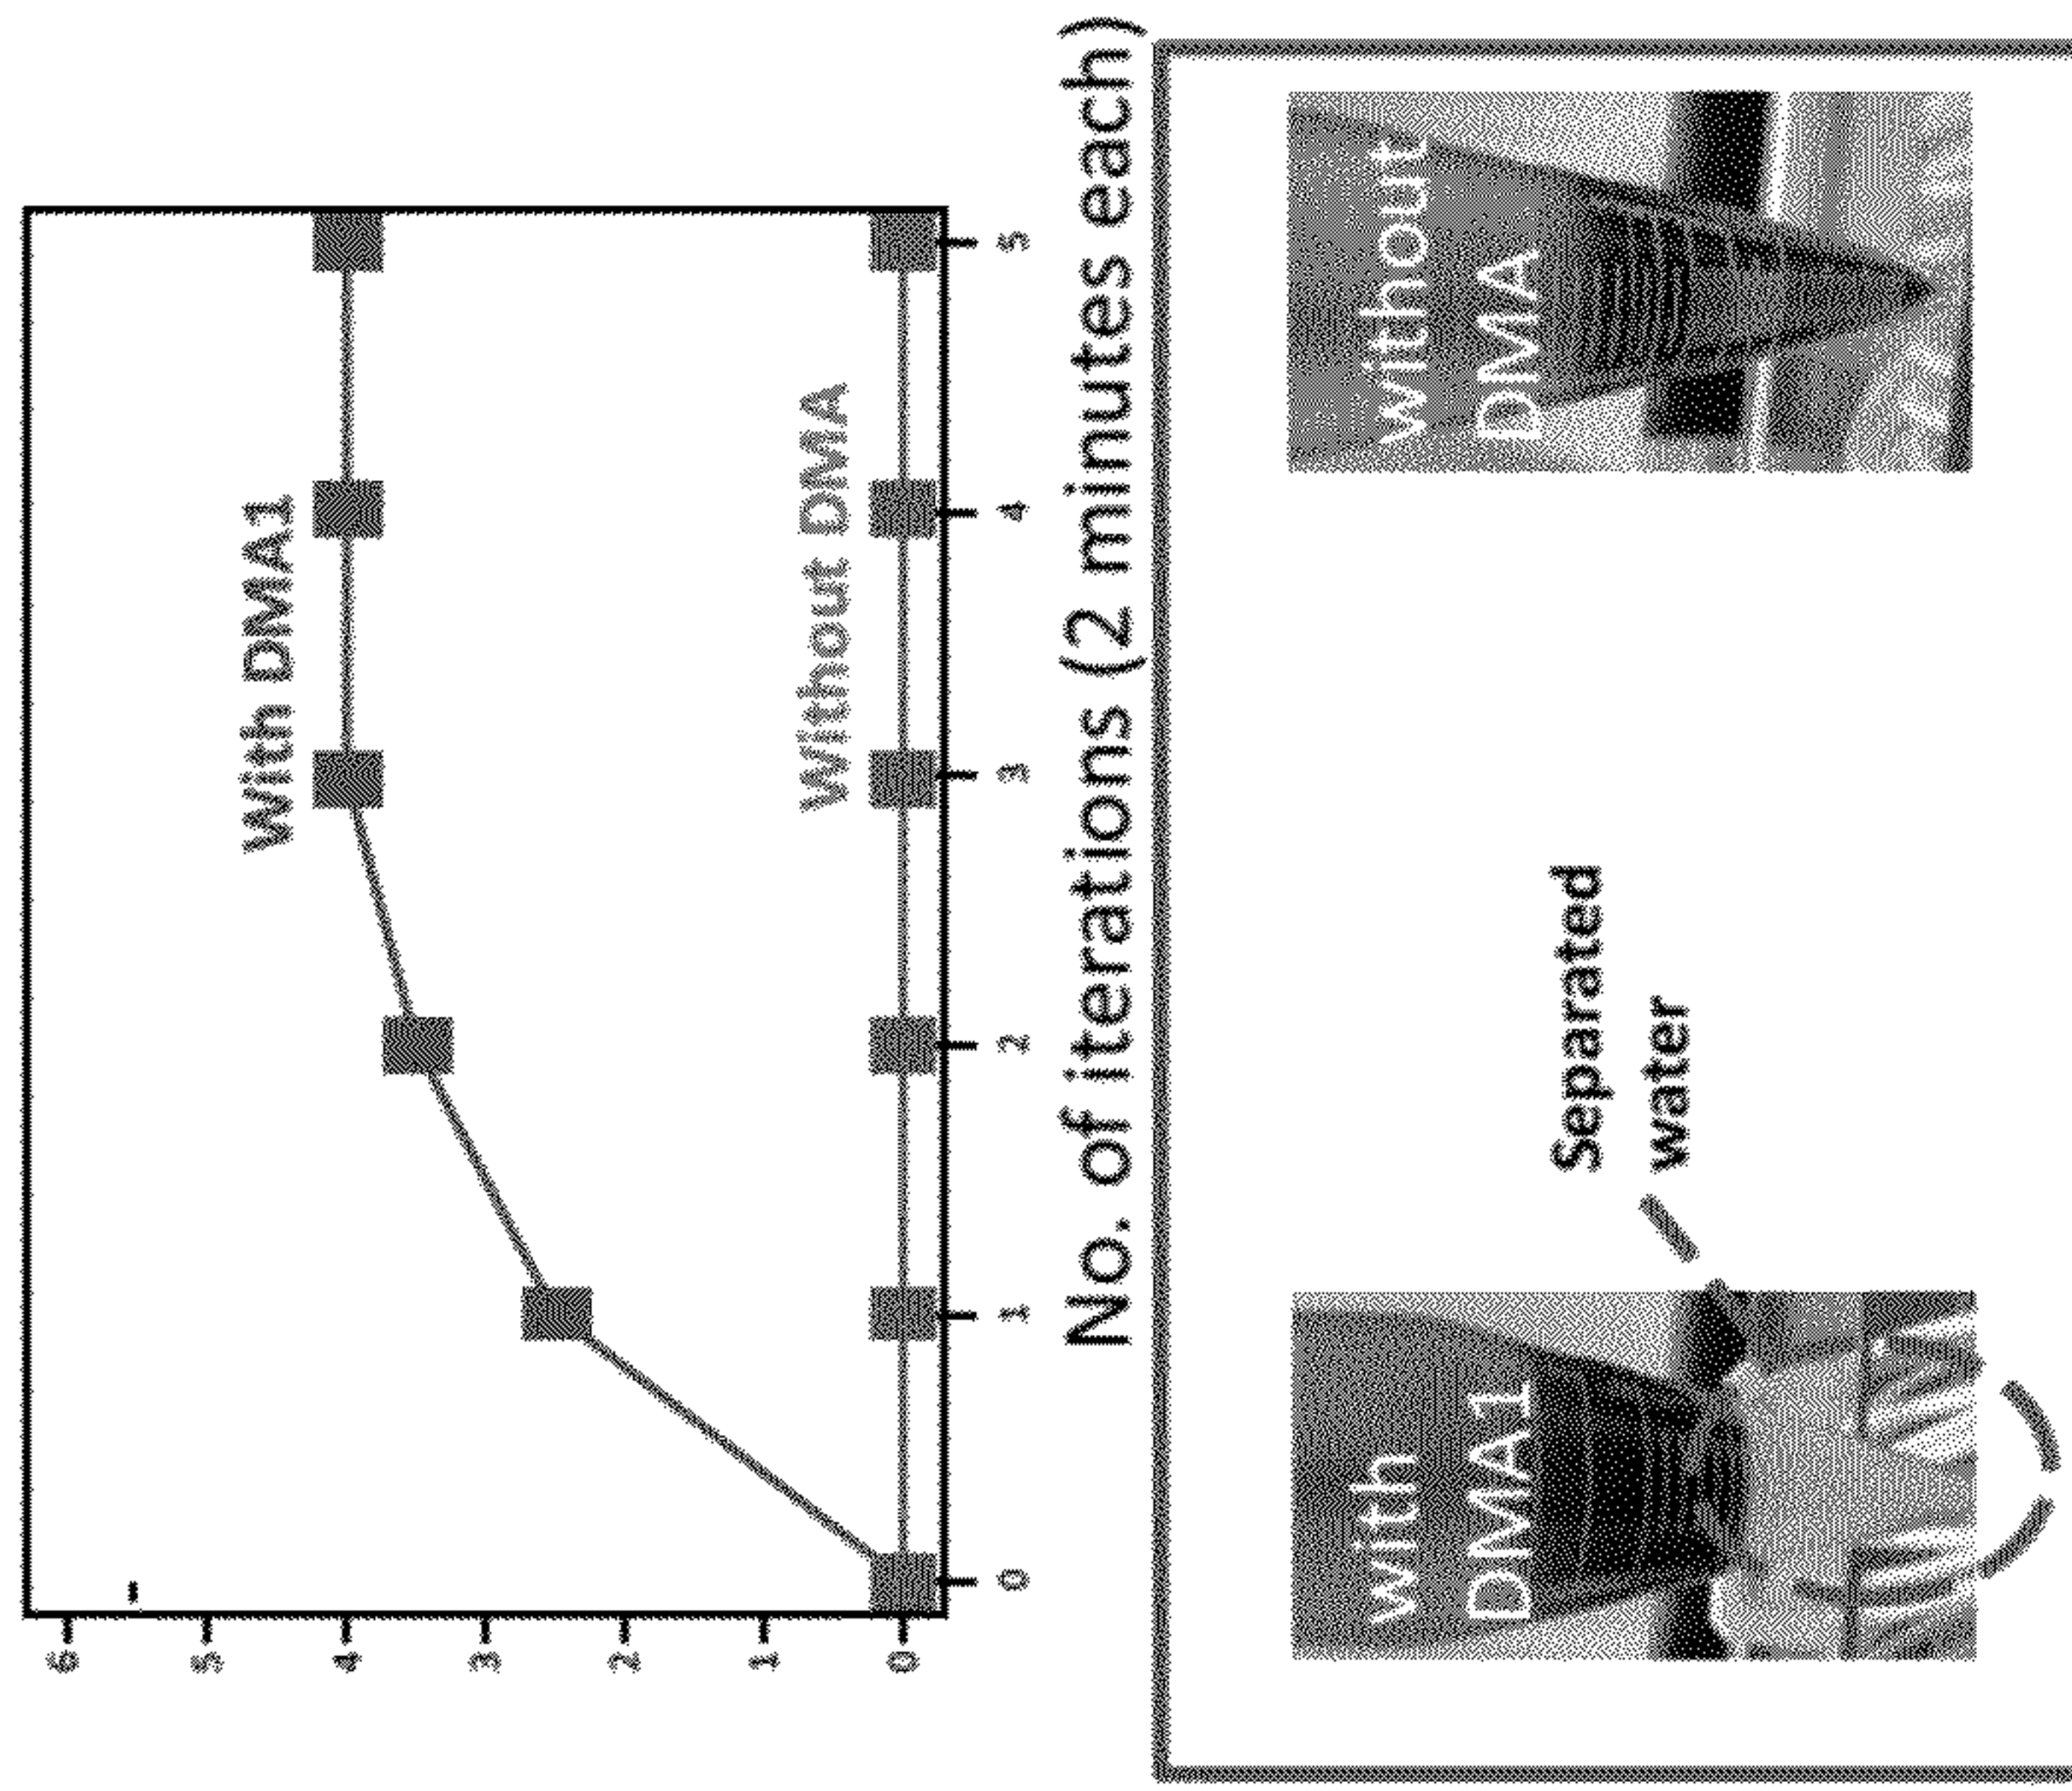 6
5
4
3
2
1
0
With DMA1
Without DMA
0
1
2
3
4
5
No. of iterations (2 minutes each)
with
DMA1
Separated
water
without
DMA